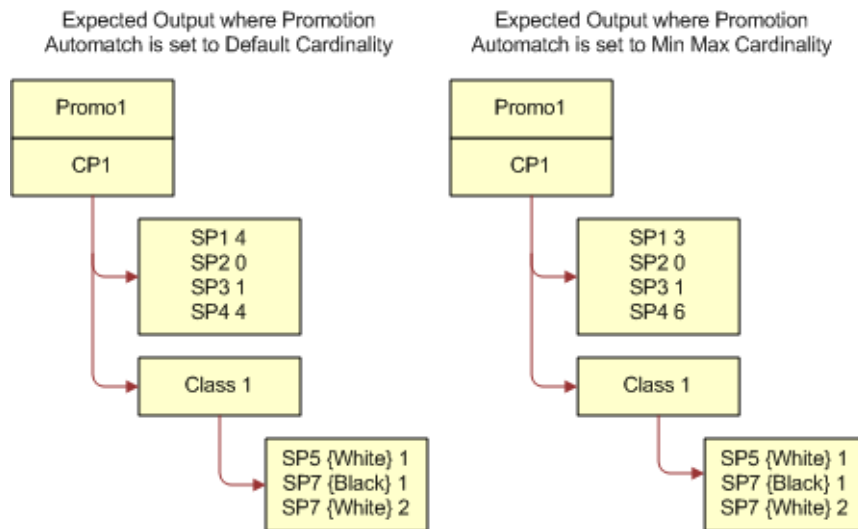 Expected Output where Promotion
Automatch is set to Default Cardinality
Promo1
CP1
SP1 4
SP2 0
SP3 1
SP4 4
Class 1
SP5 {White} 1
SP7 {Black} 1
SP7 {White} 2
Expected Output where Promotion
Automatch is set to Min Max Cardinality
Promo1
CP1
SP1 3
SP2 0
SP3 1
SP4 6
Class 1
SP5 {White} 1
SP7 {Black} 1
SP7 {White} 2